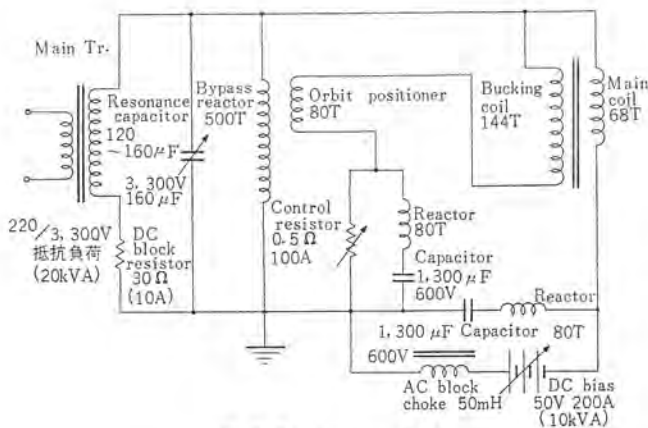 Main Tr.
Resonance
capacitor
120
~160μF
3,300V
160μF
Bypass
reactor
500T
Orbit positioner
80T
Bucking
coil
144T
Main
coil
68T
220/3,300V
抵抗負荷
(20kVA)
DC
block
resistor
30Ω
(10A)
Control
resistor
0.5Ω
100A
Reactor
80T
Capacitor
1,300μF
600V
Reactor
80T
1,300μF Capacitor
600V
AC block
choke 50mH
DC bias
50V 200A
(10kVA)